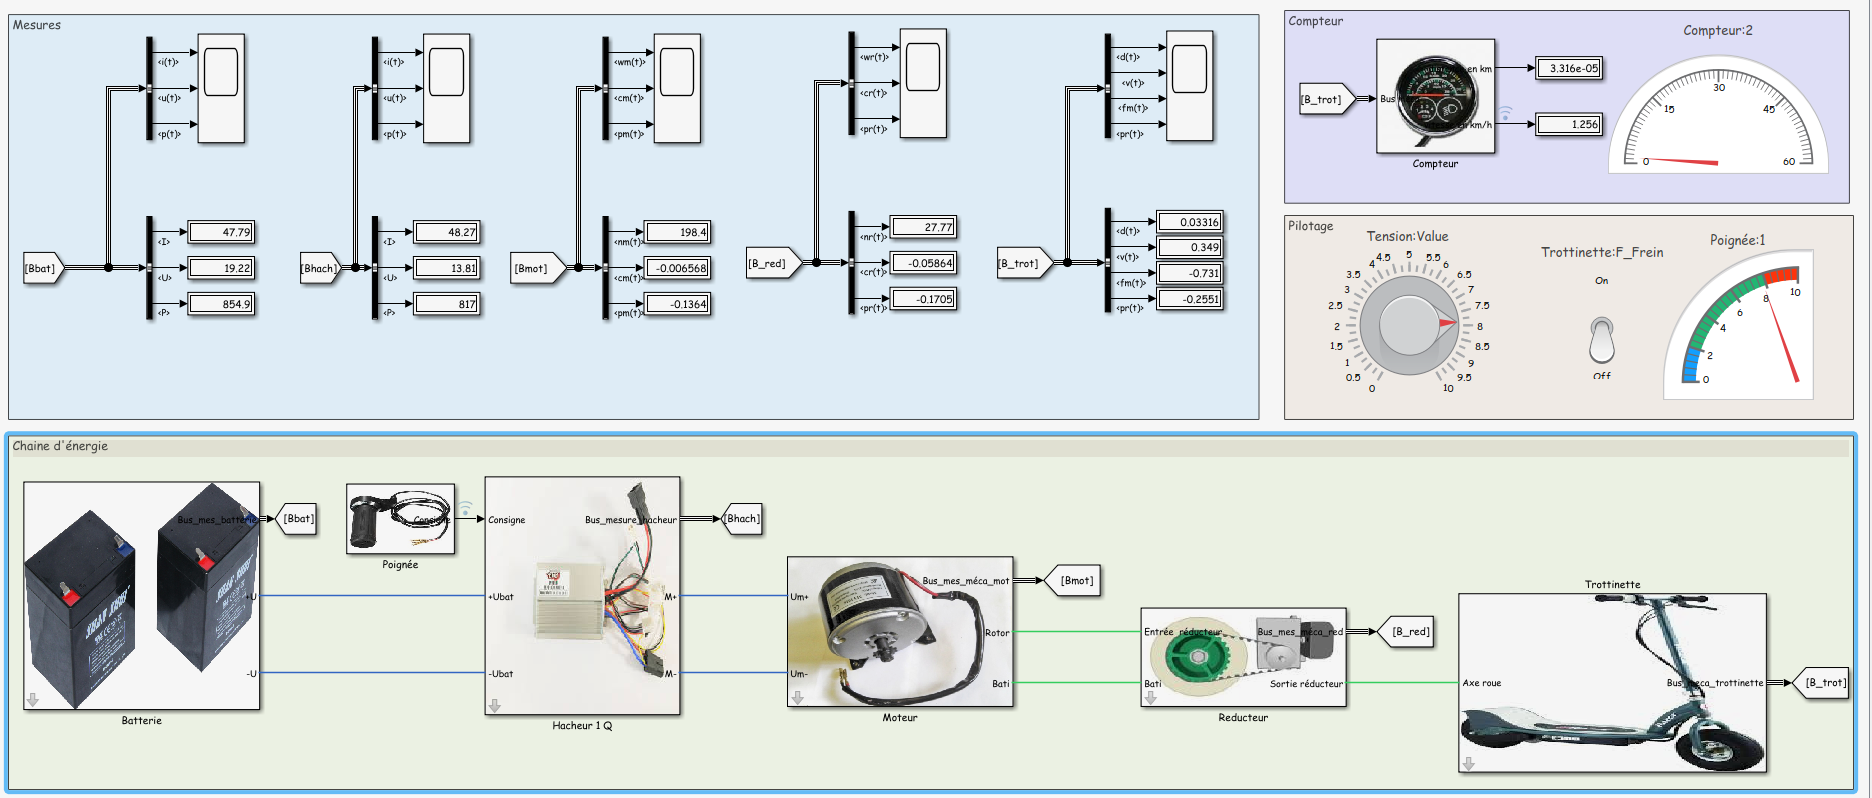 Mesures
<i(t)>
<u(t)>
<p(t)>
<i(t)>
<u(t)>
<p(t)>
<wm(t)>
<cm(t)>
<pm(t)>
<wr(t)>
<cr(t)>
<pr(t)>
<d(t)>
<v(t)>
<fm(t)>
<pr(t)>
[Bbat]
<I> 47.79
<U> 19.22
<P> 854.9
[Bhach]
<I> 48.27
<U> 13.81
<P> 817
[Bmot]
<nm(t)> 198.4
<cm(t)> -0.006568
<pm(t)> -0.1364
[B_red]
<nr(t)> 27.77
<cr(t)> -0.05864
<pr(t)> -0.1705
[B_trot]
<d(t)> 0.03316
<v(t)> 0.349
<fm(t)> -0.731
<pr(t)> -0.2551
Compteur
[B_trot]
Bus
en km
km/h
Compteur
3.316e-05
1.256
Compteur:2
0
15
30
45
60
Pilotage
Tension:Value
0
0.5
1
1.5
2
2.5
3
3.5
4
4.5
5
5.5
6
6.5
7
7.5
8
8.5
9
9.5
10
Trottinette:F_Frein
On
Off
Poignée:1
0
2
4
6
8
10
Chaine d'énergie
Bus_mes_batterie
[Bbat]
+U
-U
Batterie
Consigne
Poignée
Consigne
Bus_mesure_hacheur
[Bhach]
+Ubat
-Ubat
M+
M-
Hacheur 1 Q
Um+
Um-
Bus_mes_méca_mot
[Bmot]
Rotor
Bati
Moteur
Entrée réducteur
Bati
Bus_mes_méca_red
[B_red]
Sortie réducteur
Reducteur
Trottinette
Axe roue
Bus_meca_trottinette
[B_trot]